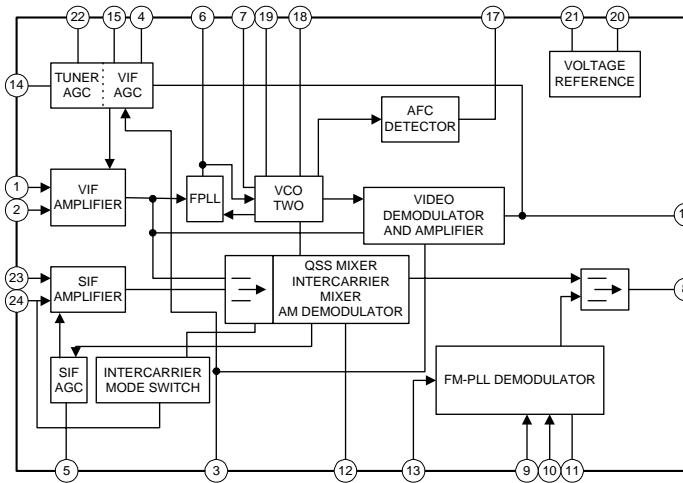 22
15
4
6
7
19
18
17
21
20
14
TUNER
AGC
VIF
AGC
VOLTAGE
REFERENCE
AFC
DETECTOR
1
2
VIF
AMPLIFIER
FPLL
VCO
TWO
VIDEO
DEMODULATOR
AND AMPLIFIER
23
24
SIF
AMPLIFIER
QSS MIXER
INTERCARRIER
MIXER
AM DEMODULATOR
SIF
AGC
INTERCARRIER
MODE SWITCH
FM-PLL DEMODULATOR
5
3
12
13
9
10
11